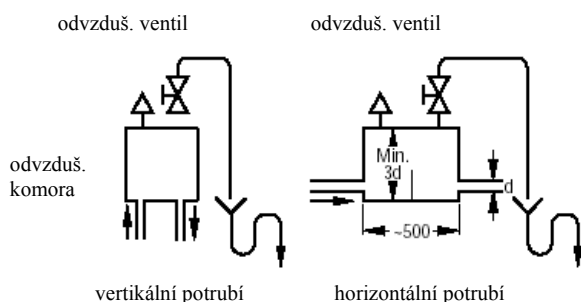 odvzduš. ventil
odvzduš. ventil
odvzduš.
komora
Min.
3d
d
~500
vertikální potrubí
horizontální potrubí